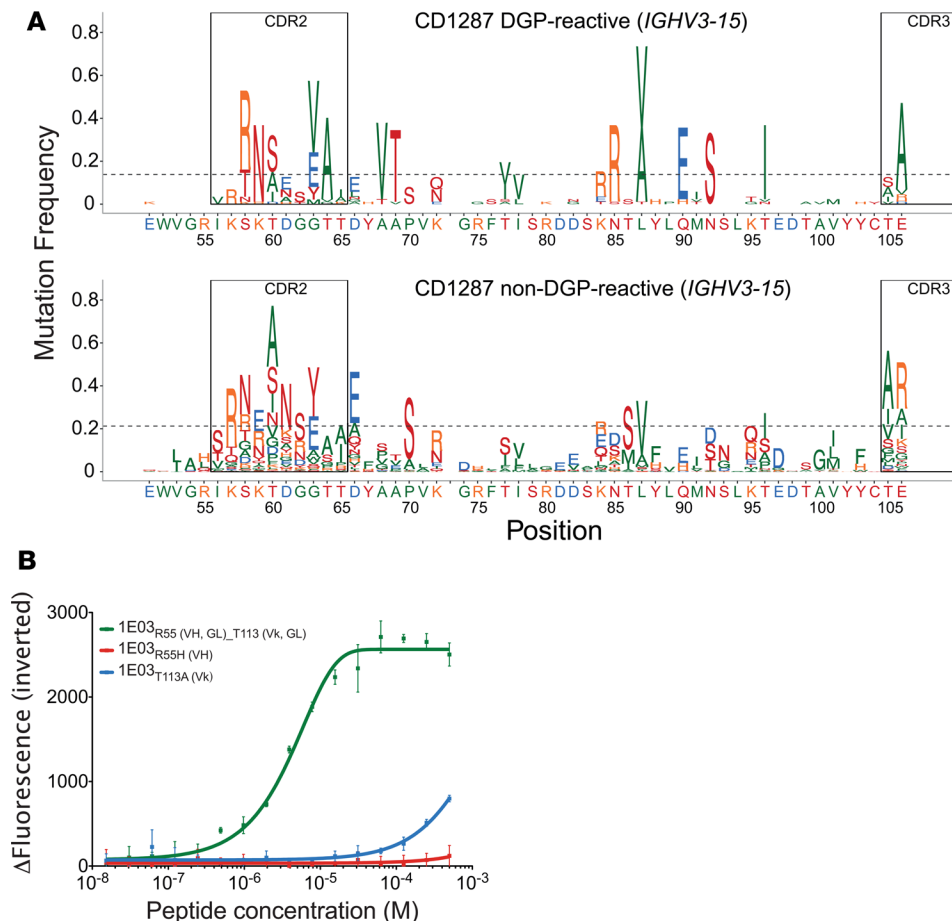 A
CD1287 DGP-reactive (IGHV3-15)
CDR2
CDR3
Mutation Frequency
0.8
0.6
0.4
0.2
0
EWVGRIKSKTDGGTTDYAAPVK GRFTISRDDSKNTLYLQMNSLKTEDTAVYYCTE
55 60 65 70 75 80 85 90 95 100 105
CD1287 non-DGP-reactive (IGHV3-15)
CDR2
CDR3
0.8
0.6
0.4
0.2
0
EWVGRIKSKTDGGTTDYAAPVK GRFTISRDDSKNTLYLQMNSLKTEDTAVYYCTE
55 60 65 70 75 80 85 90 95 100 105
Position
B
ΔFluorescence (inverted)
3000
2000
1000
0
1E03R55 (VH, GL)_T113 (Vk, GL)
1E03R55H (VH)
1E03T113A (Vk)
10-8 10-7 10-6 10-5 10-4 10-3
Peptide concentration (M)